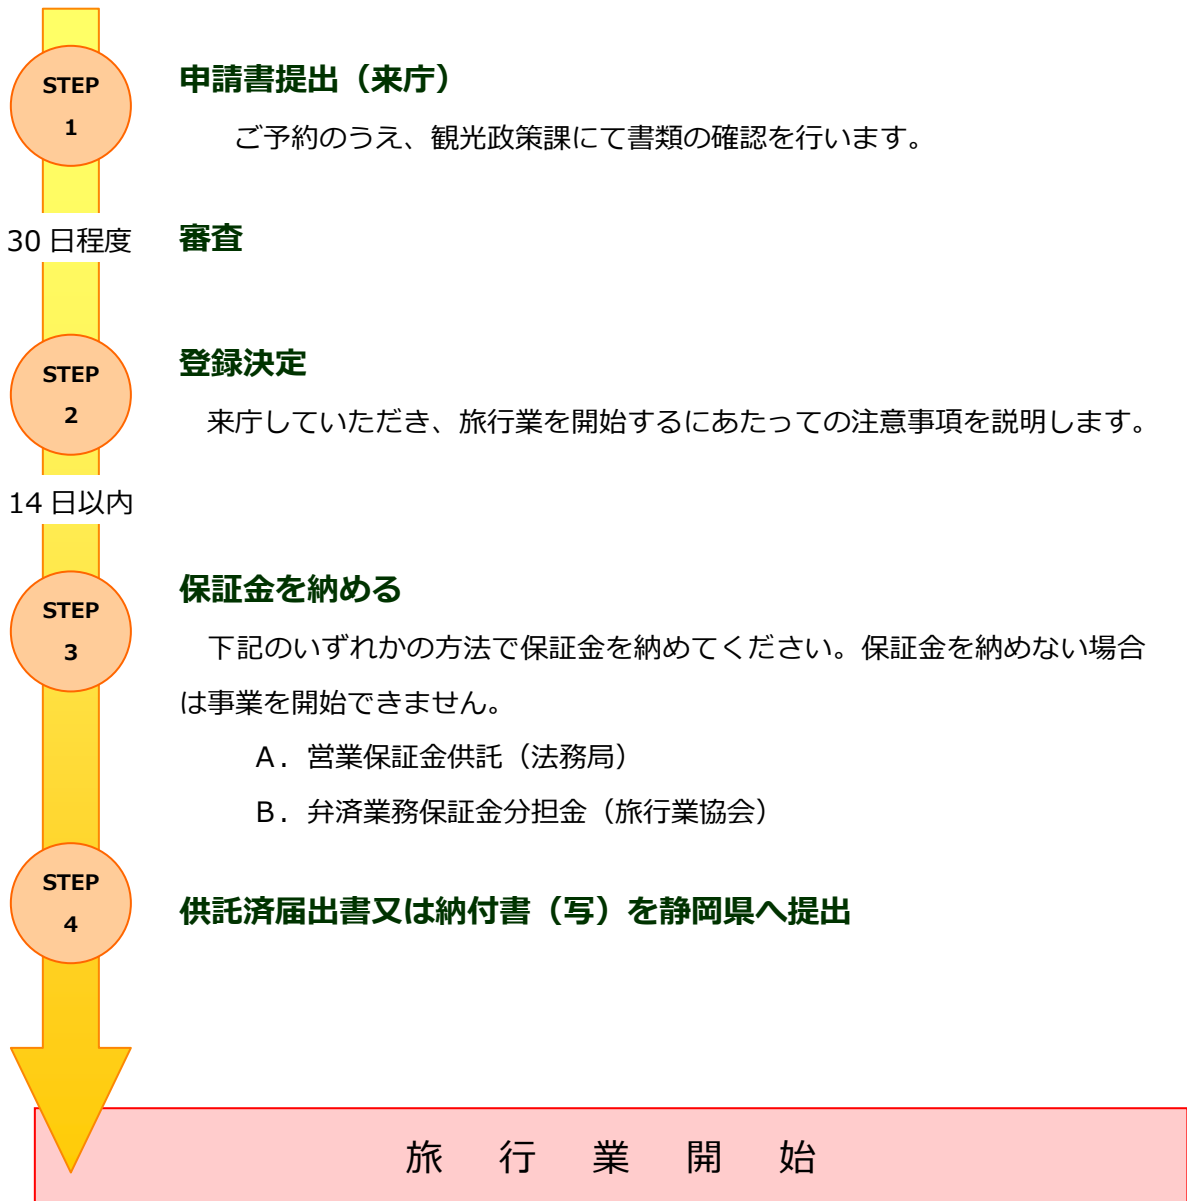 STEP
1
申請書提出（来庁）
ご予約のうえ、観光政策課にて書類の確認を行います。
30 日程度
審査
STEP
2
登録決定
来庁していただき、旅行業を開始するにあたっての注意事項を説明します。
14 日以内
STEP
3
保証金を納める
下記のいずれかの方法で保証金を納めてください。保証金を納めない場合
は事業を開始できません。
Ａ．営業保証金供託（法務局）
Ｂ．弁済業務保証金分担金（旅行業協会）
STEP
4
供託済届出書又は納付書（写）を静岡県へ提出
旅　行　業　開　始